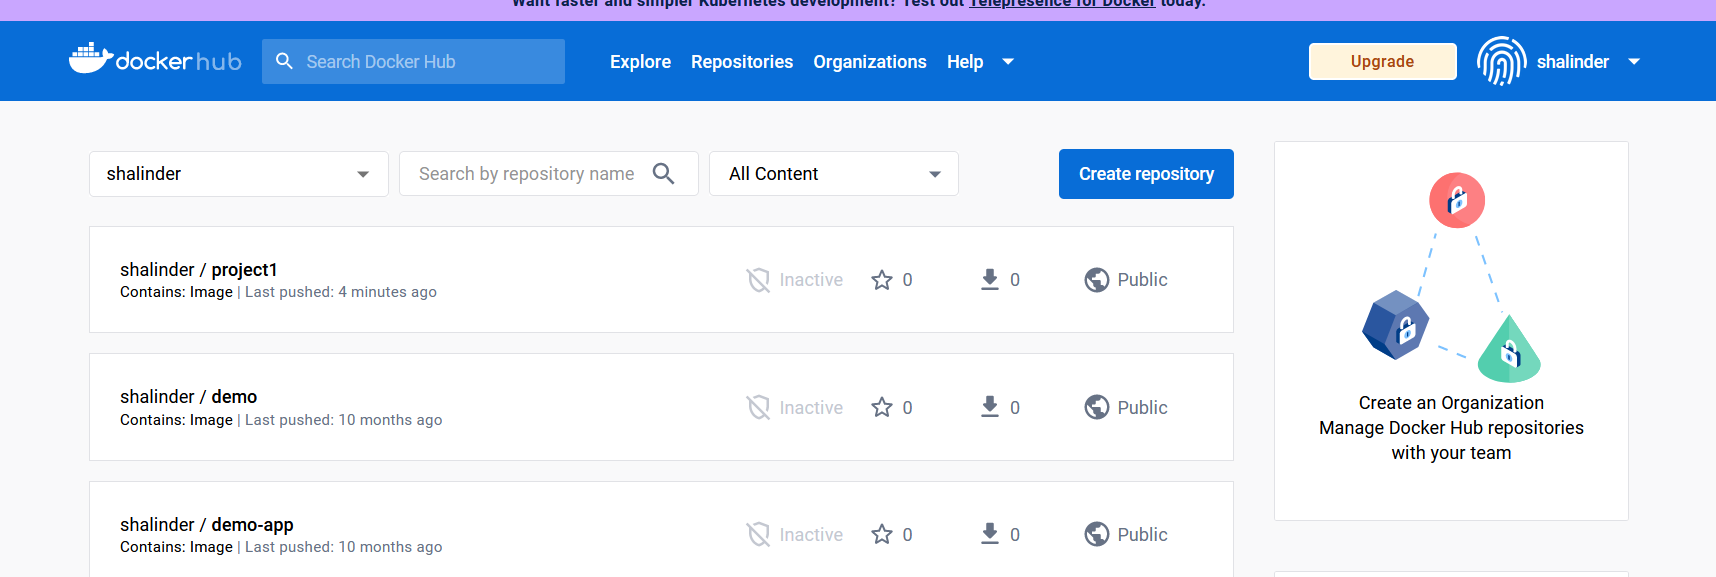 Want faster and simpler Kubernetes development? Test out Telepresence for Docker today.
dockerhub
Search Docker Hub
Explore
Repositories
Organizations
Help
Upgrade
shalinder
shalinder
Search by repository name
All Content
Create repository
shalinder / project1
Contains: Image | Last pushed: 4 minutes ago
Inactive
0
0
Public
shalinder / demo
Contains: Image | Last pushed: 10 months ago
Inactive
0
0
Public
shalinder / demo-app
Contains: Image | Last pushed: 10 months ago
Inactive
0
0
Public
Create an Organization
Manage Docker Hub repositories
with your team